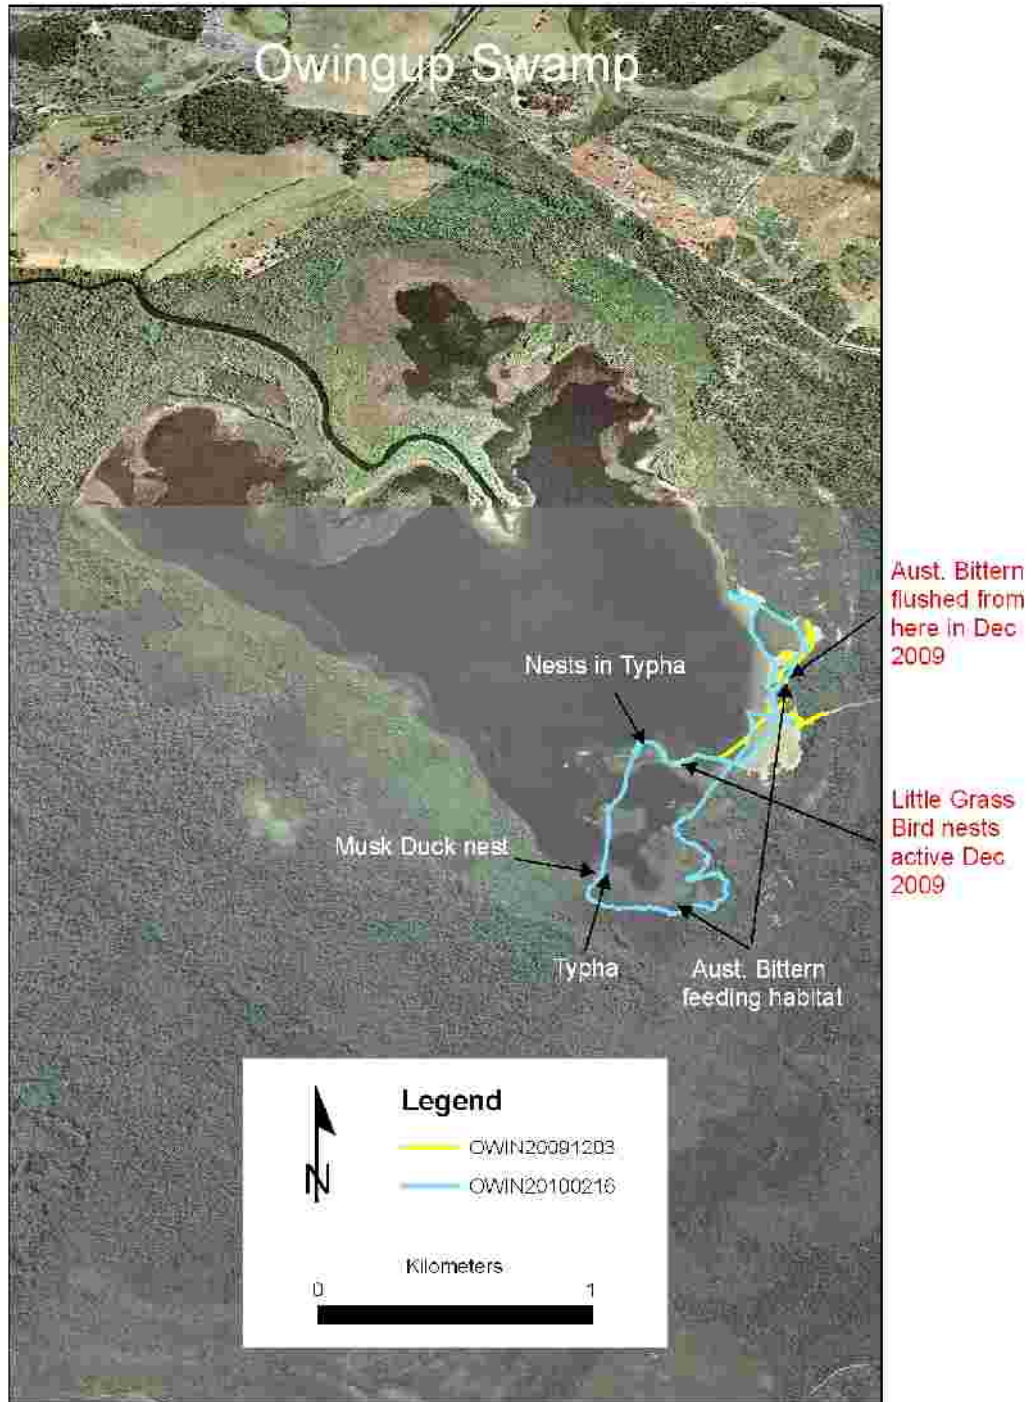 Owingup Swamp
Aust. Bittern
flushed from
here in Dec
2009
Nests in Typha
Little Grass
Bird nests
active Dec
2009
Musk Duck nest
Typha
Aust. Bittern
feeding habitat
Legend
N
OWIN20091203
OWIN20100216
Kilometers
0 1